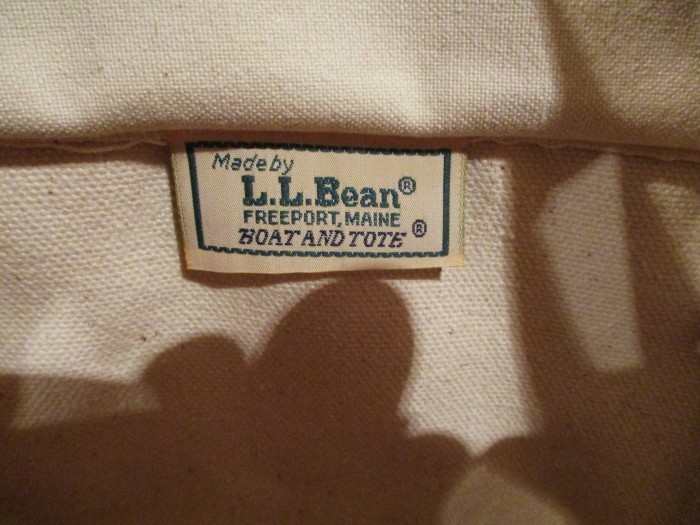 Made by
L.L.Bean®
FREEPORT, MAINE
BOAT AND TOTE®